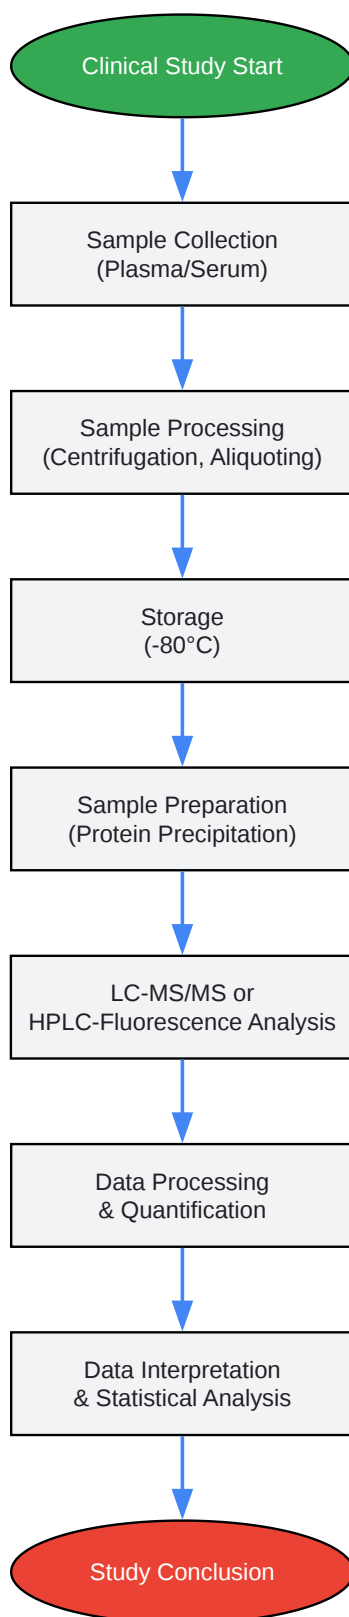 Clinical Study Start
Sample Collection
(Plasma/Serum)
Sample Processing
(Centrifugation, Aliquoting)
Storage
(-80°C)
Sample Preparation
(Protein Precipitation)
LC-MS/MS or
HPLC-Fluorescence Analysis
Data Processing
& Quantification
Data Interpretation
& Statistical Analysis
Study Conclusion